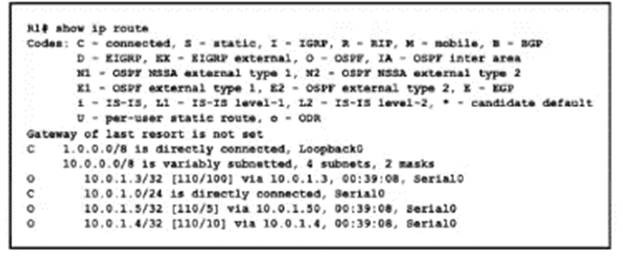 R1# show ip route
Codes: C - connected, S - static, I - IGRP, R - RIP, M - mobile, B - BGP
D - EIGRP, EX - EIGRP external, O - OSPF, IA - OSPF inter area
N1 - OSPF NSSA external type 1, N2 - OSPF NSSA external type 2
E1 - OSPF external type 1, E2 - OSPF external type 2, E - EGP
i - IS-IS, L1 - IS-IS level-1, L2 - IS-IS level-2, * - candidate default
U - per-user static route, o - ODR
Gateway of last resort is not set
C 1.0.0.0/8 is directly connected, Loopback0
10.0.0.0/8 is variably subnetted, 4 subnets, 2 masks
O 10.0.1.3/32 [110/100] via 10.0.1.3, 00:39:08, Serial0
C 10.0.1.0/24 is directly connected, Serial0
O 10.0.1.5/32 [110/5] via 10.0.1.50, 00:39:08, Serial0
O 10.0.1.4/32 [110/10] via 10.0.1.4, 00:39:08, Serial0